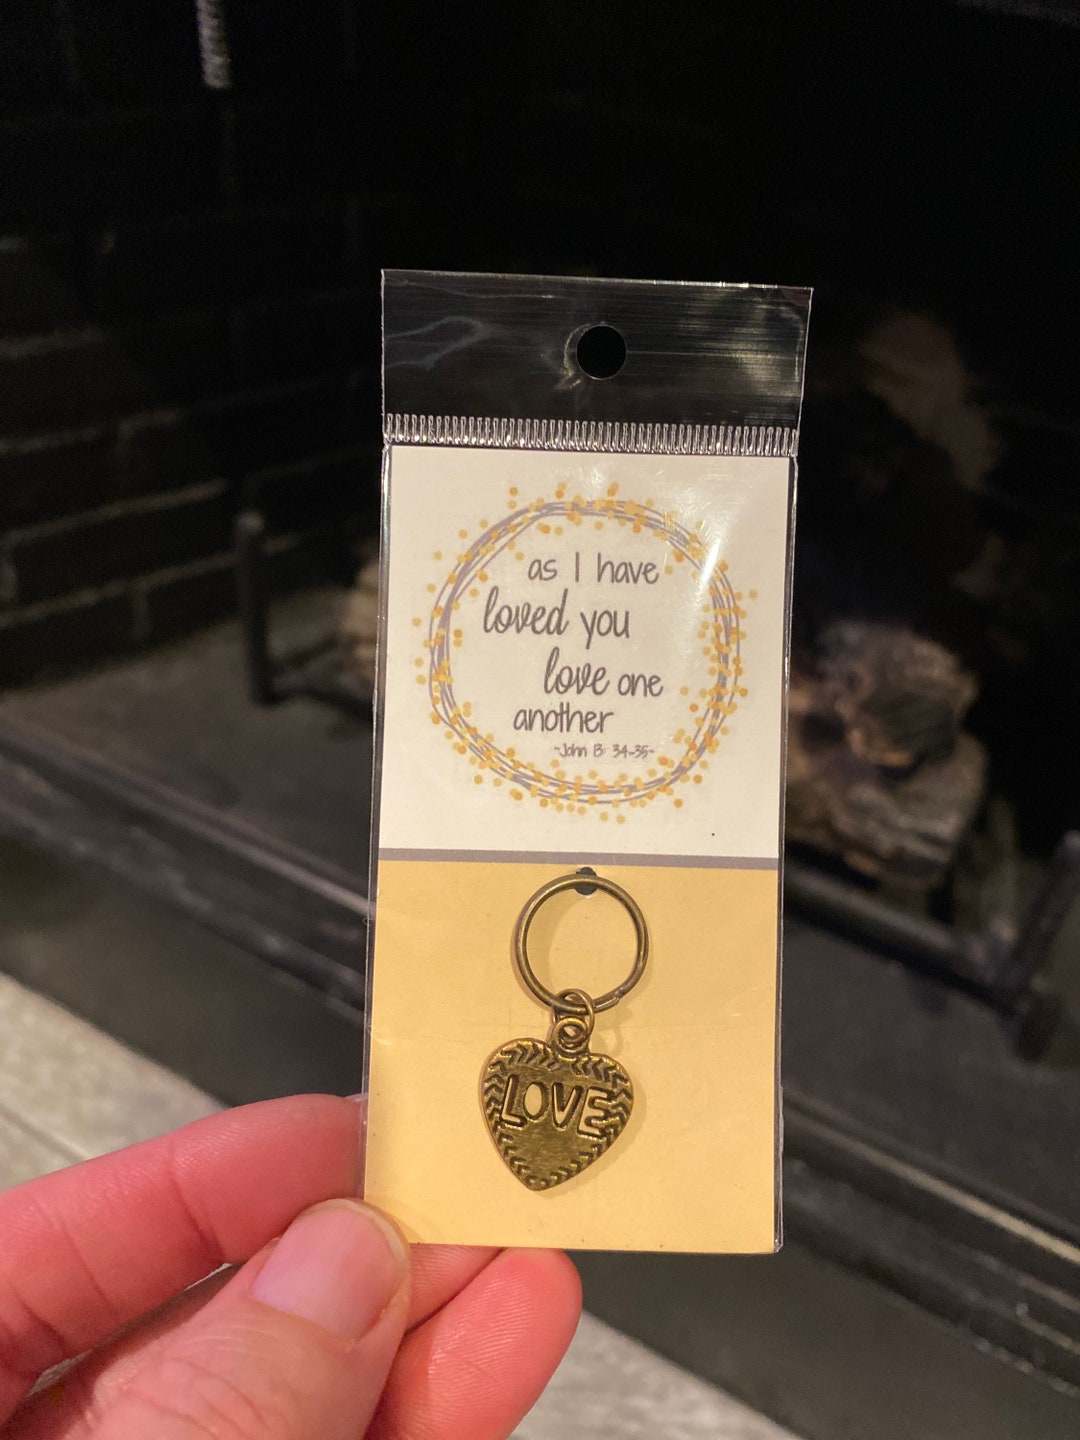 as I have
loved you
love one
another
~John 13: 34-35~
LOVE